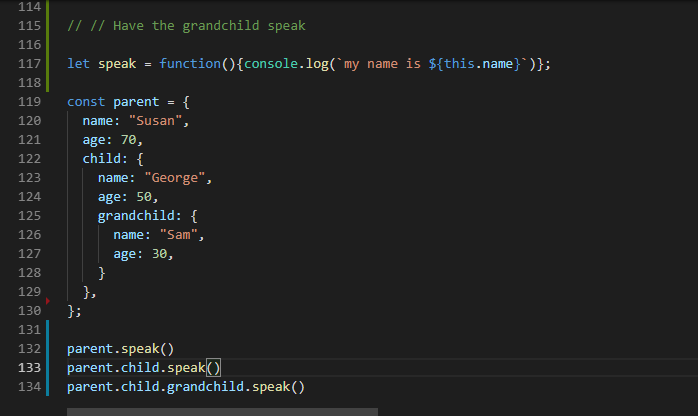 114
115 // // Have the grandchild speak
116
117 let speak = function(){console.log(`my name is ${this.name}`)};
118
119 const parent = {
120   name: "Susan",
121   age: 70,
122   child: {
123     name: "George",
124     age: 50,
125     grandchild: {
126       name: "Sam",
127       age: 30,
128     }
129   },
130 };
131
132 parent.speak()
133 parent.child.speak()
134 parent.child.grandchild.speak()